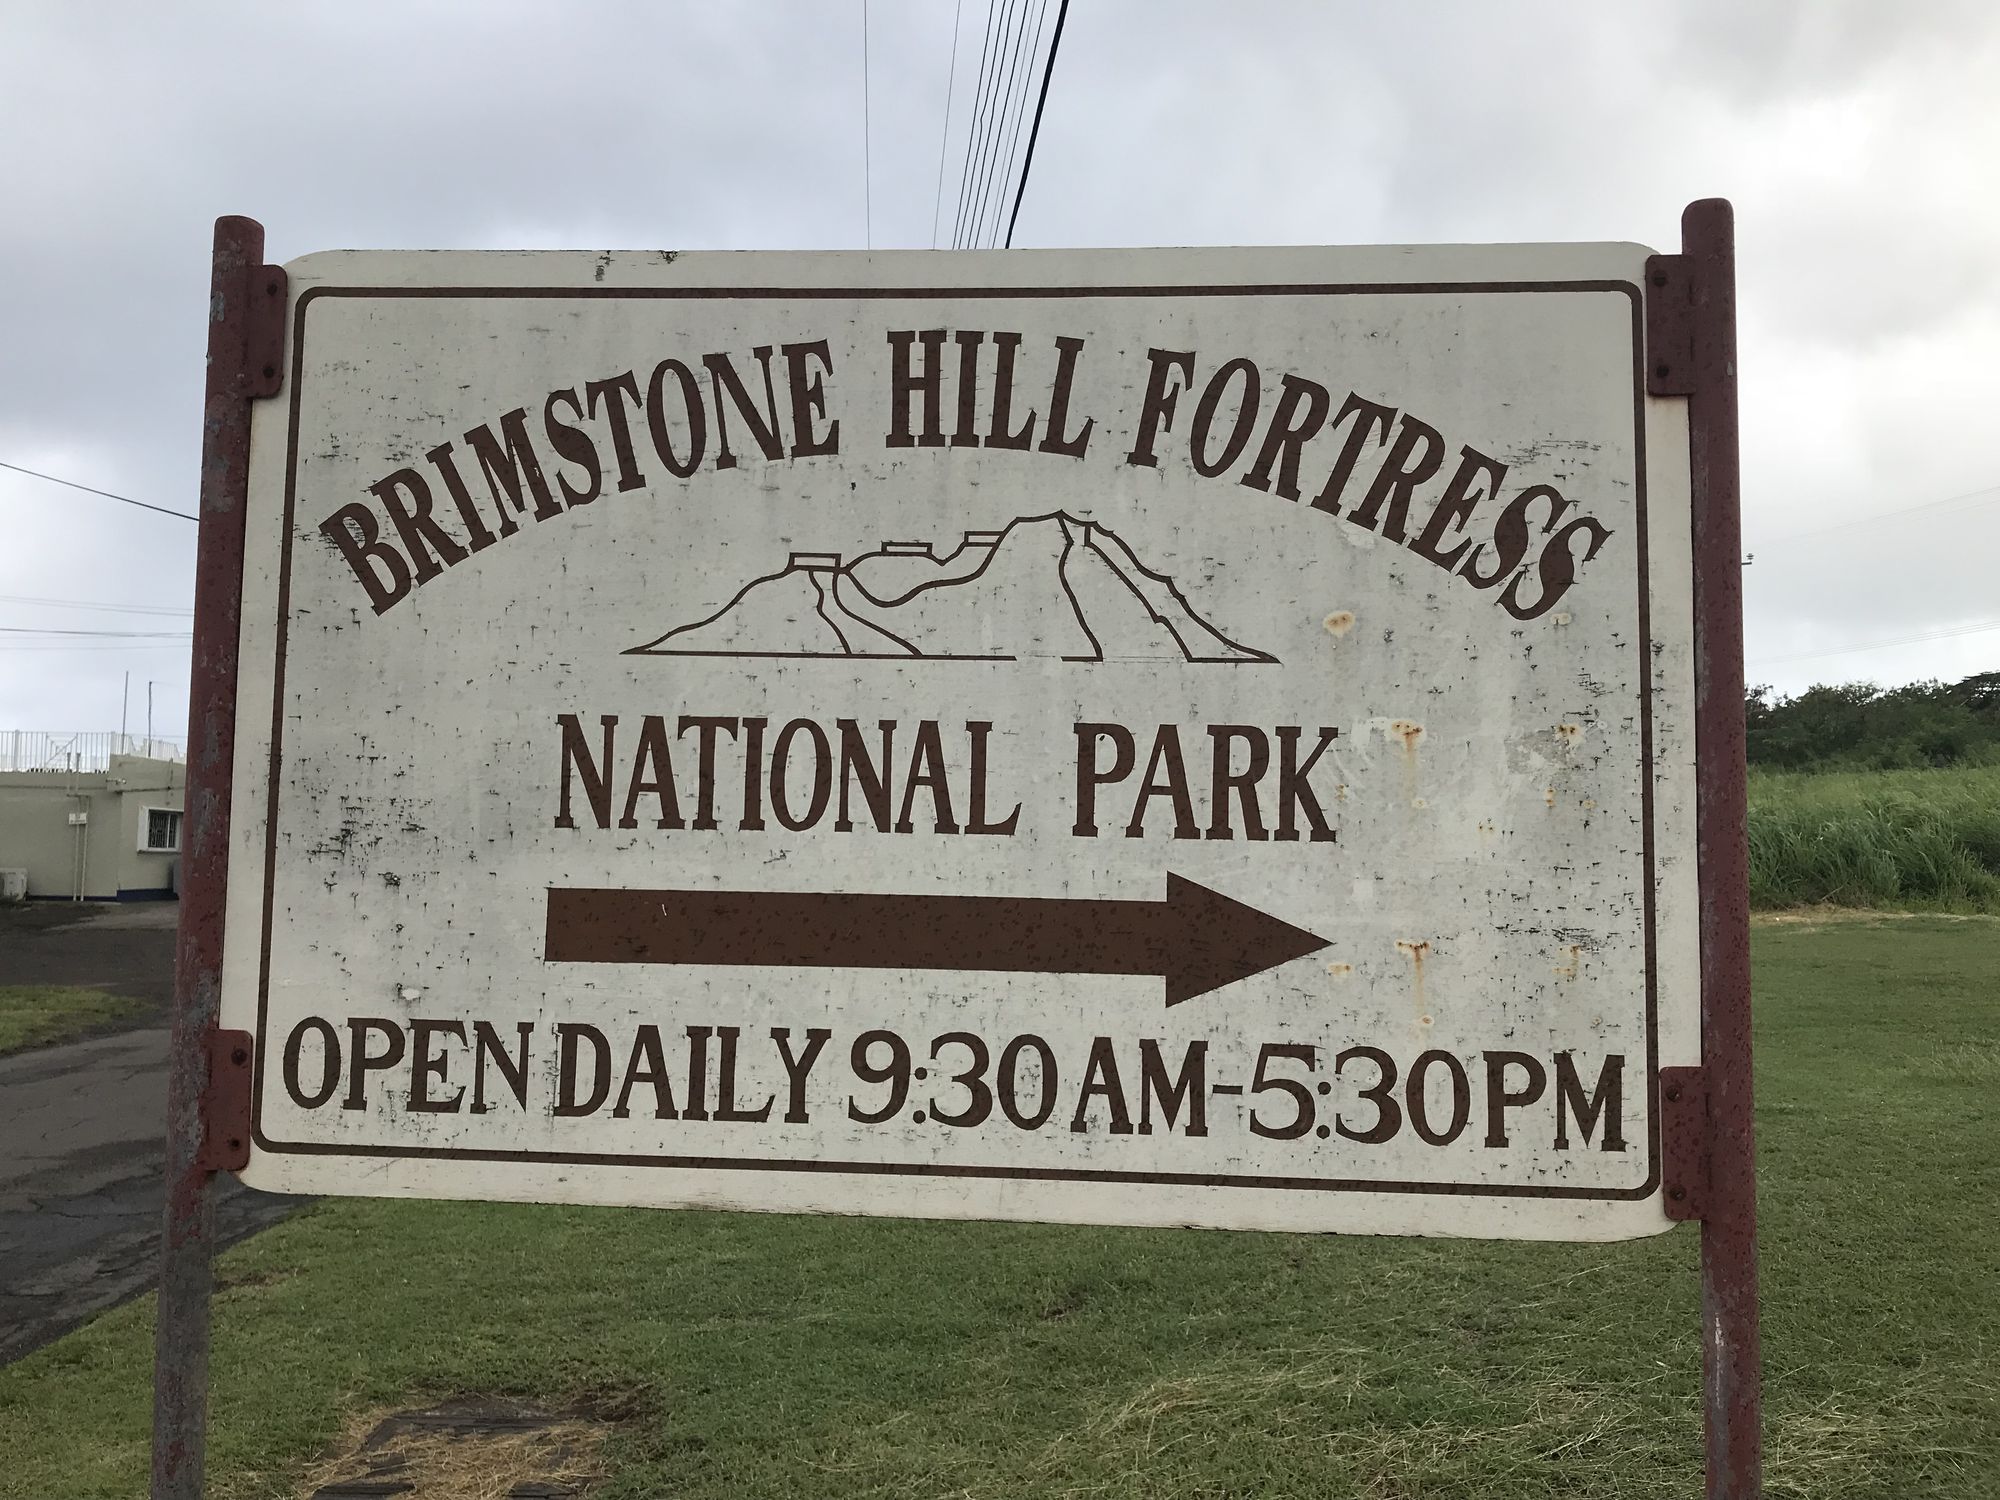 BRIMSTONE HILL FORTRESS
NATIONAL PARK
OPEN DAILY 9:30 AM-5:30 PM